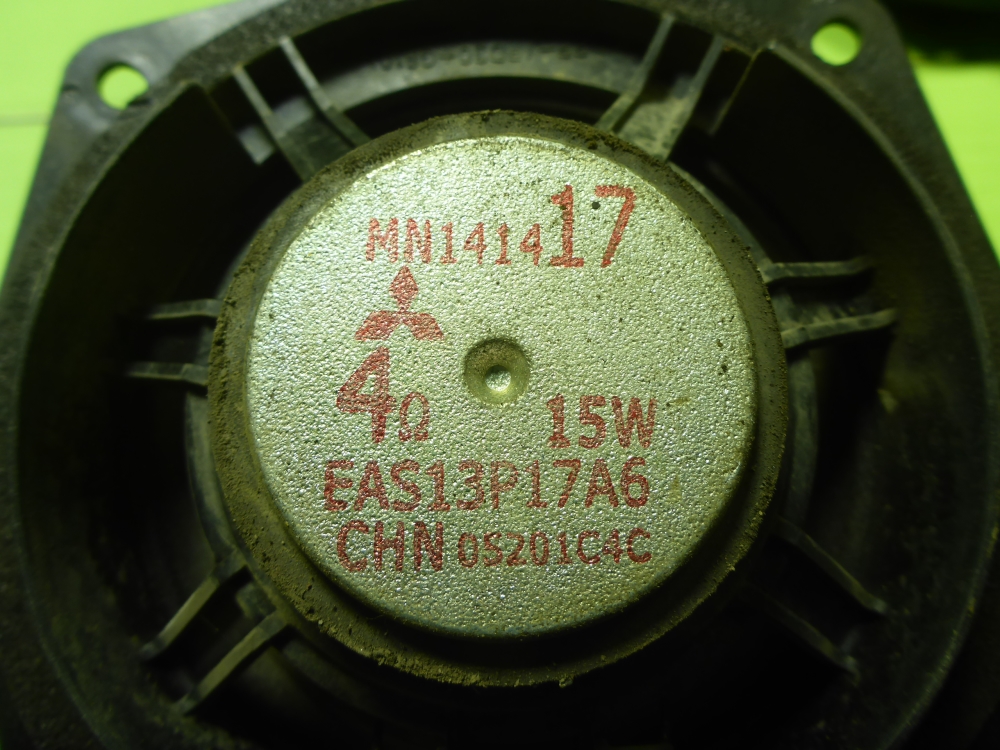 MN141417
4Ω 15W
EAS13P17A6
CHN 0S201C4C